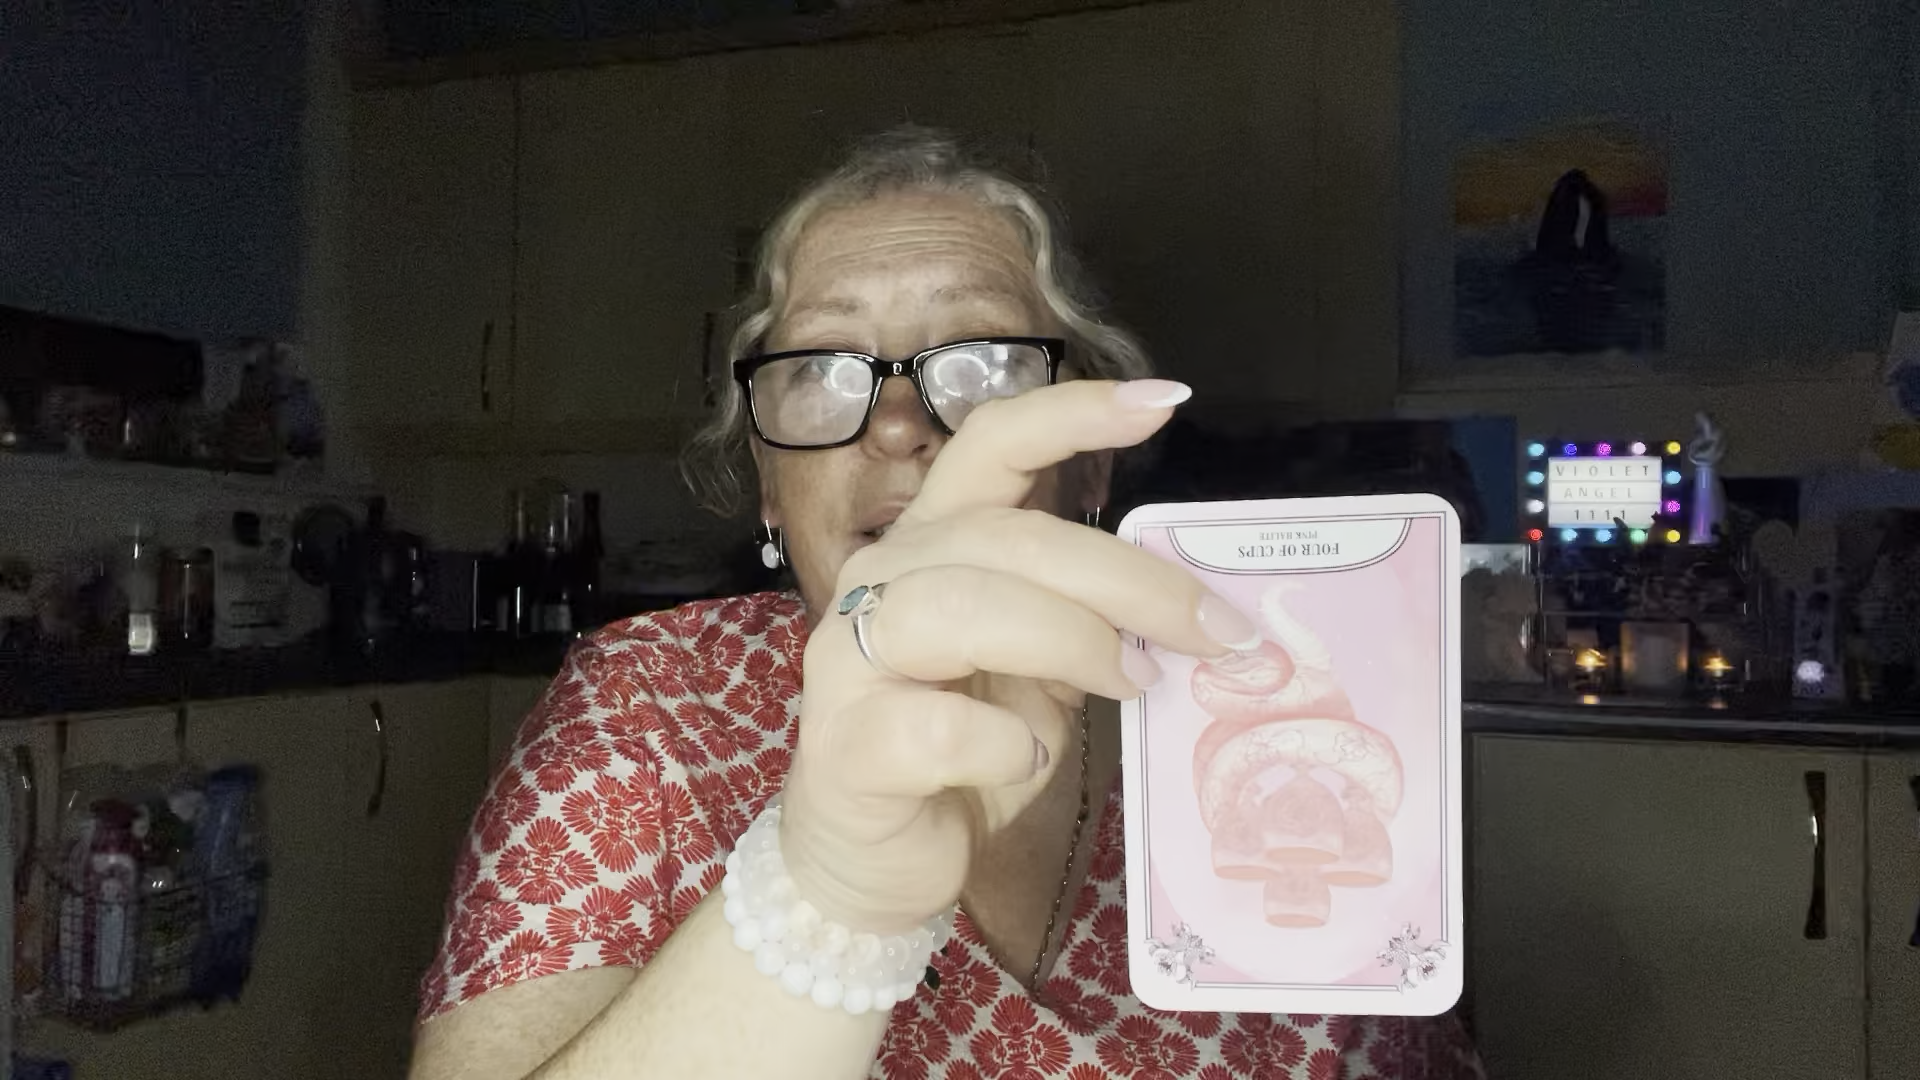 FOUR OF CUPS
PINK HALITE
VIOLET
ANGEL
1111